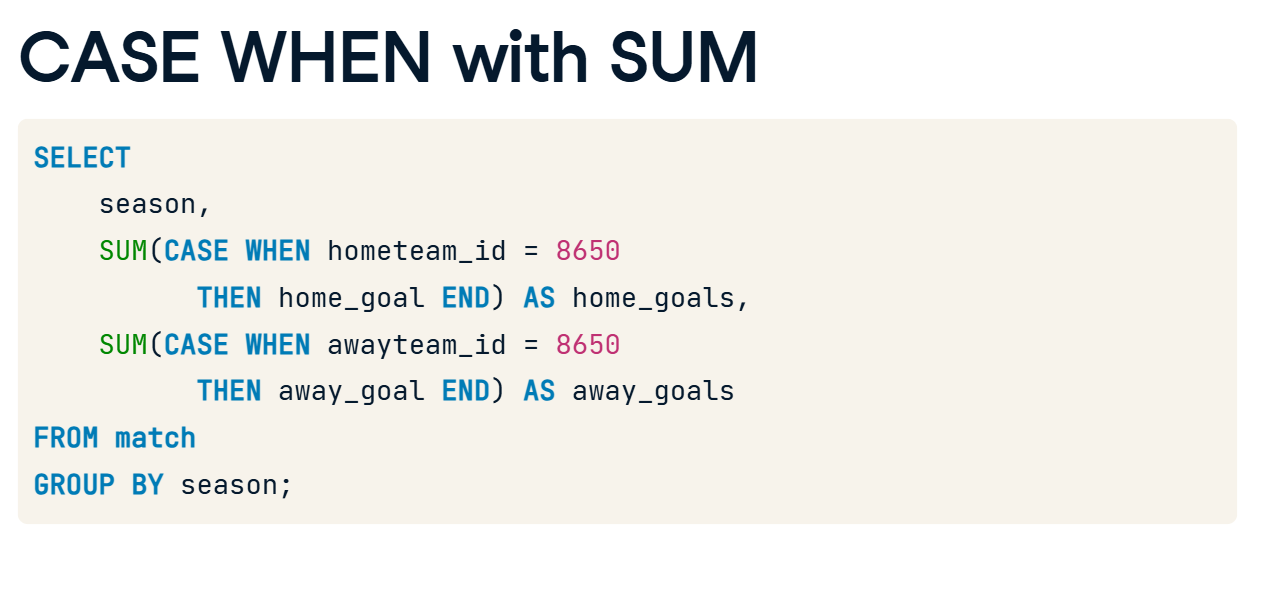 CASE WHEN with SUM
SELECT
    season,
    SUM(CASE WHEN hometeam_id = 8650
          THEN home_goal END) AS home_goals,
    SUM(CASE WHEN awayteam_id = 8650
          THEN away_goal END) AS away_goals
FROM match
GROUP BY season;